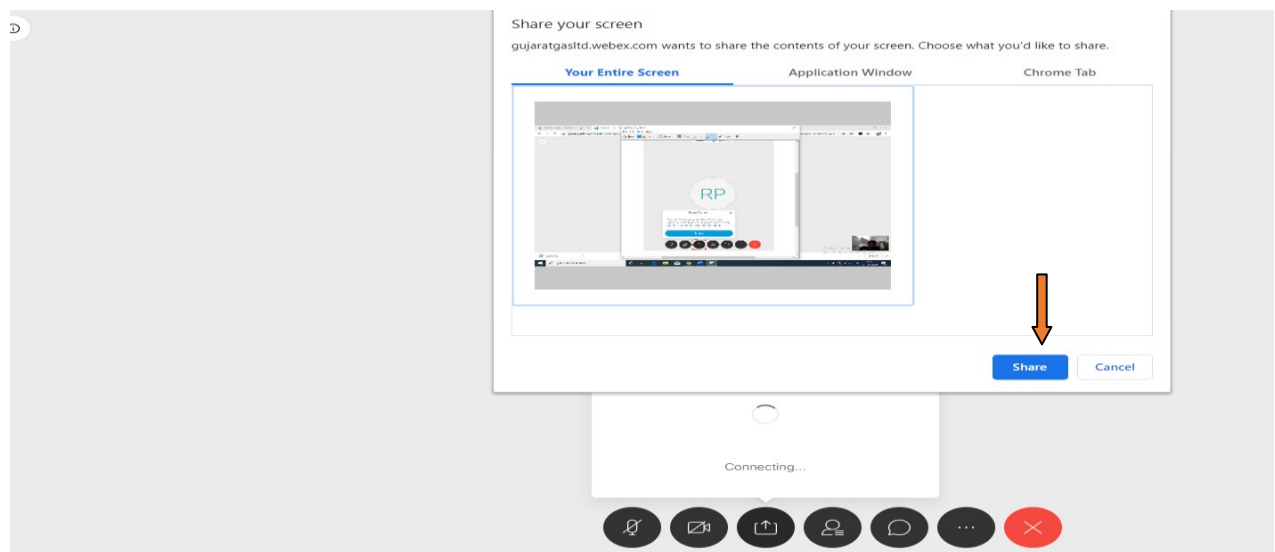 Share your screen
gujaratgasltd.webex.com wants to share the contents of your screen. Choose what you'd like to share.
Your Entire Screen Application Window Chrome Tab
RP
Share Cancel
Connecting...